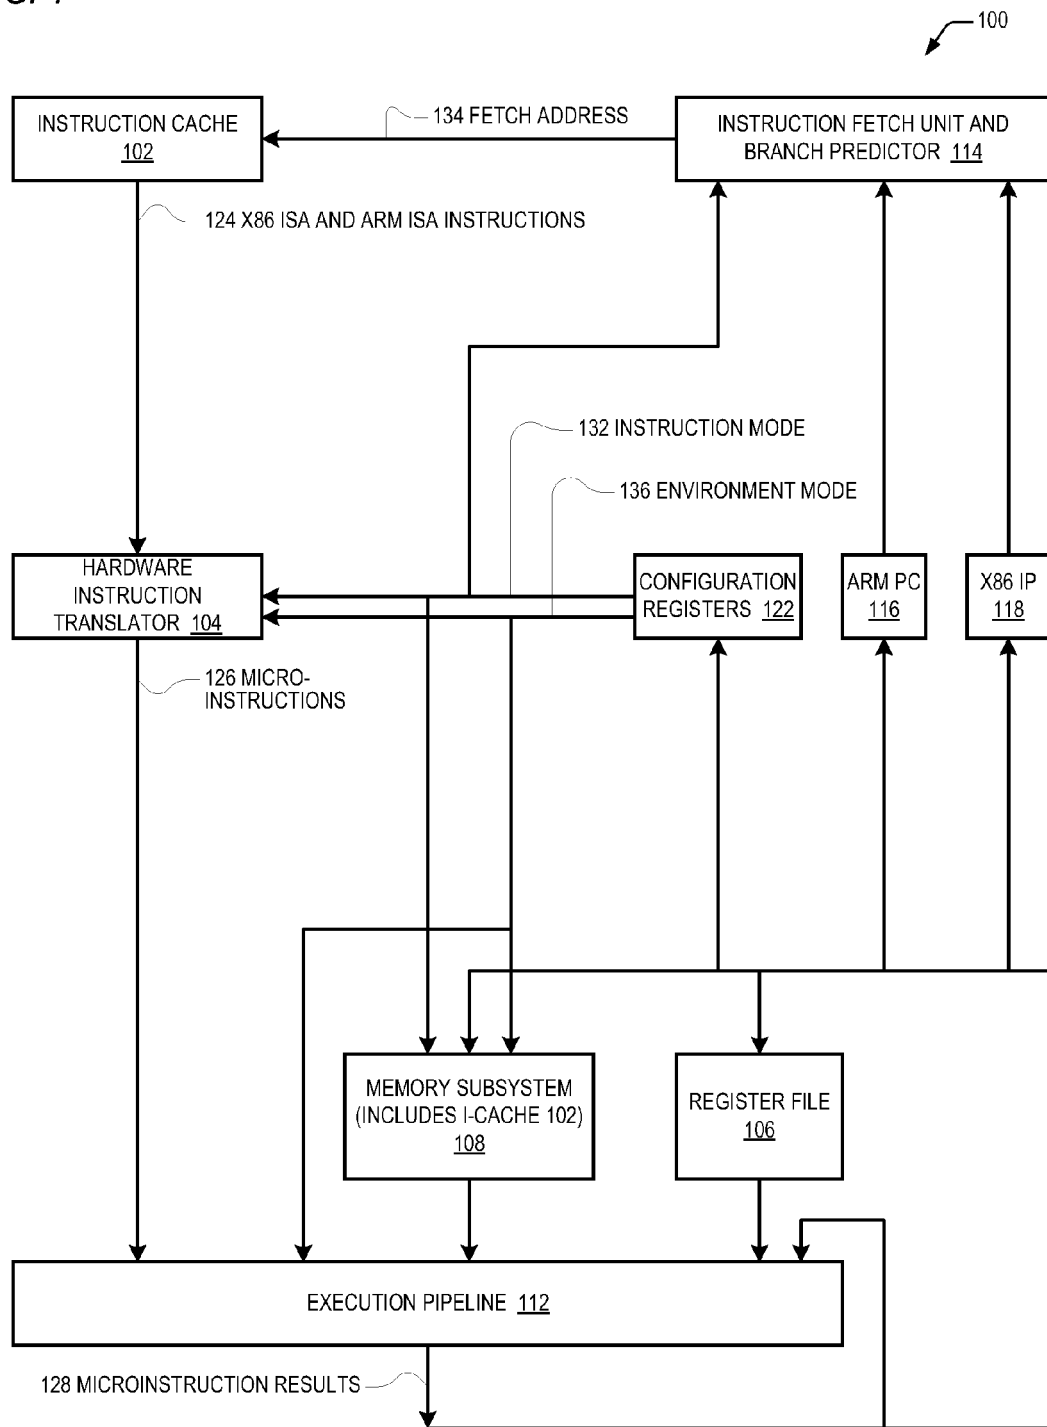 100
INSTRUCTION CACHE
102
134 FETCH ADDRESS
INSTRUCTION FETCH UNIT AND
BRANCH PREDICTOR 114
124 X86 ISA AND ARM ISA INSTRUCTIONS
132 INSTRUCTION MODE
136 ENVIRONMENT MODE
HARDWARE
INSTRUCTION
TRANSLATOR 104
CONFIGURATION
REGISTERS 122
ARM PC
116
X86 IP
118
126 MICRO-
INSTRUCTIONS
MEMORY SUBSYSTEM
(INCLUDES I-CACHE 102)
108
REGISTER FILE
106
EXECUTION PIPELINE 112
128 MICROINSTRUCTION RESULTS